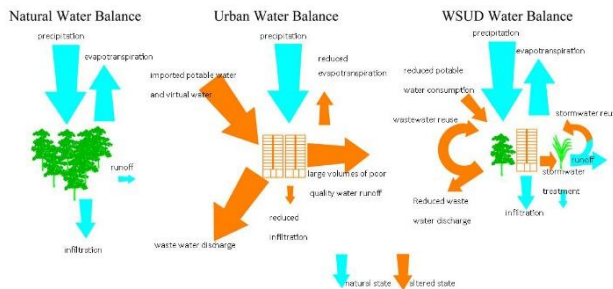 Natural Water Balance
precipitation
evapotranspiration
runoff
infiltration
Urban Water Balance
precipitation
imported potable water
and virtual water
reduced
evapotranspiration
large volumes of poor
quality water runoff
reduced
infiltration
waste water discharge
WSUD Water Balance
precipitation
evapotranspiration
reduced potable
water consumption
wastewater reuse
stormwater reus
runoff
stormwater
treatment
Reduced waste
water discharge
infiltration
natural state
altered state